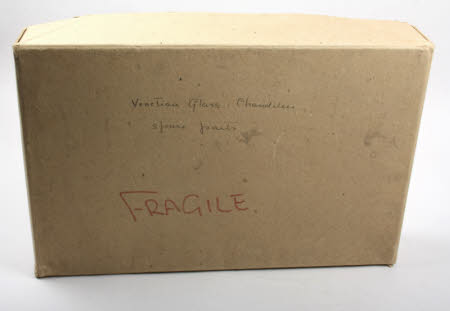 Venetian Glass Chandelier
spare parts
FRAGILE.